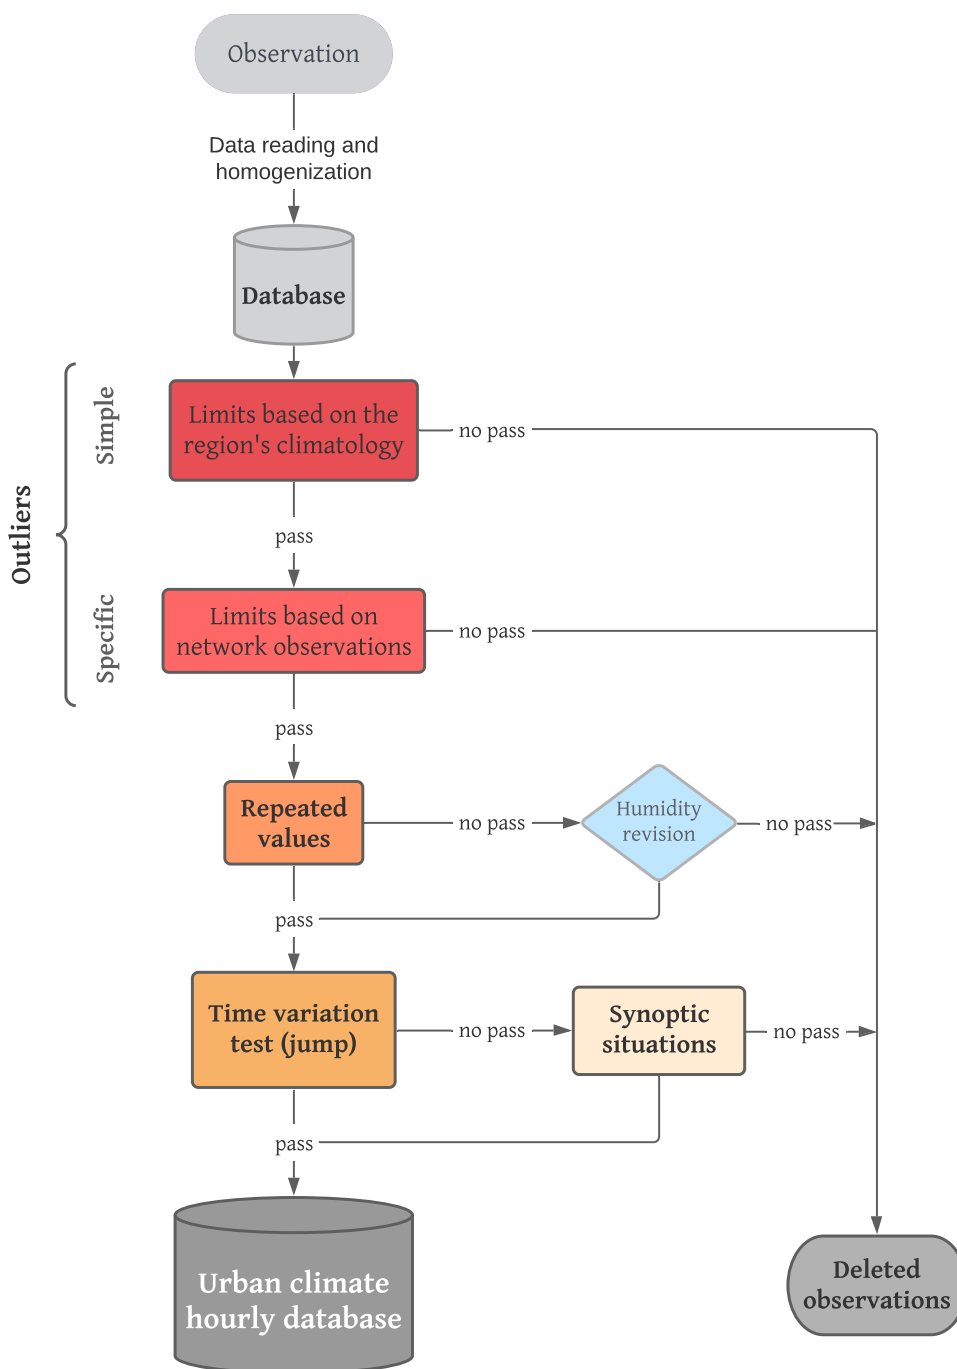 Observation
Data reading and
homogenization
Database
Outliers
Simple
Limits based on the
region's climatology
no pass
pass
Specific
Limits based on
network observations
no pass
pass
Repeated
values
no pass
Humidity
revision
no pass
pass
Time variation
test (jump)
no pass
Synoptic
situations
no pass
pass
Urban climate
hourly database
Deleted
observations